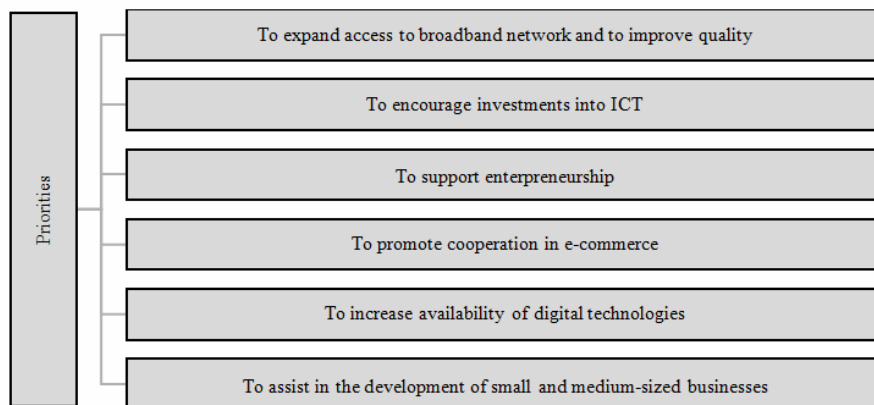 Priorities
To expand access to broadband network and to improve quality
To encourage investments into ICT
To support enterpreneurship
To promote cooperation in e-commerce
To increase availability of digital technologies
To assist in the development of small and medium-sized businesses